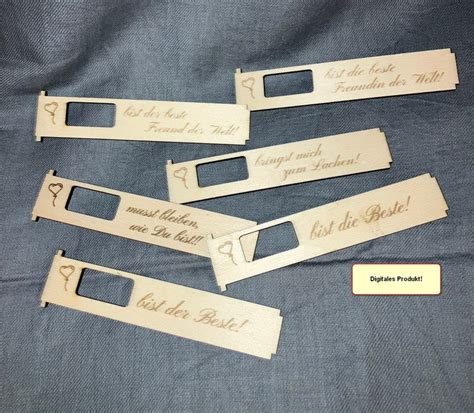 bist die beste
Freundin der Welt!
bist der beste
Freund der Welt!
bringst mich
zum Lachen!
musst bleiben,
wie Du bist!!
bist die Beste!
Digitales Produkt!
bist der Beste!